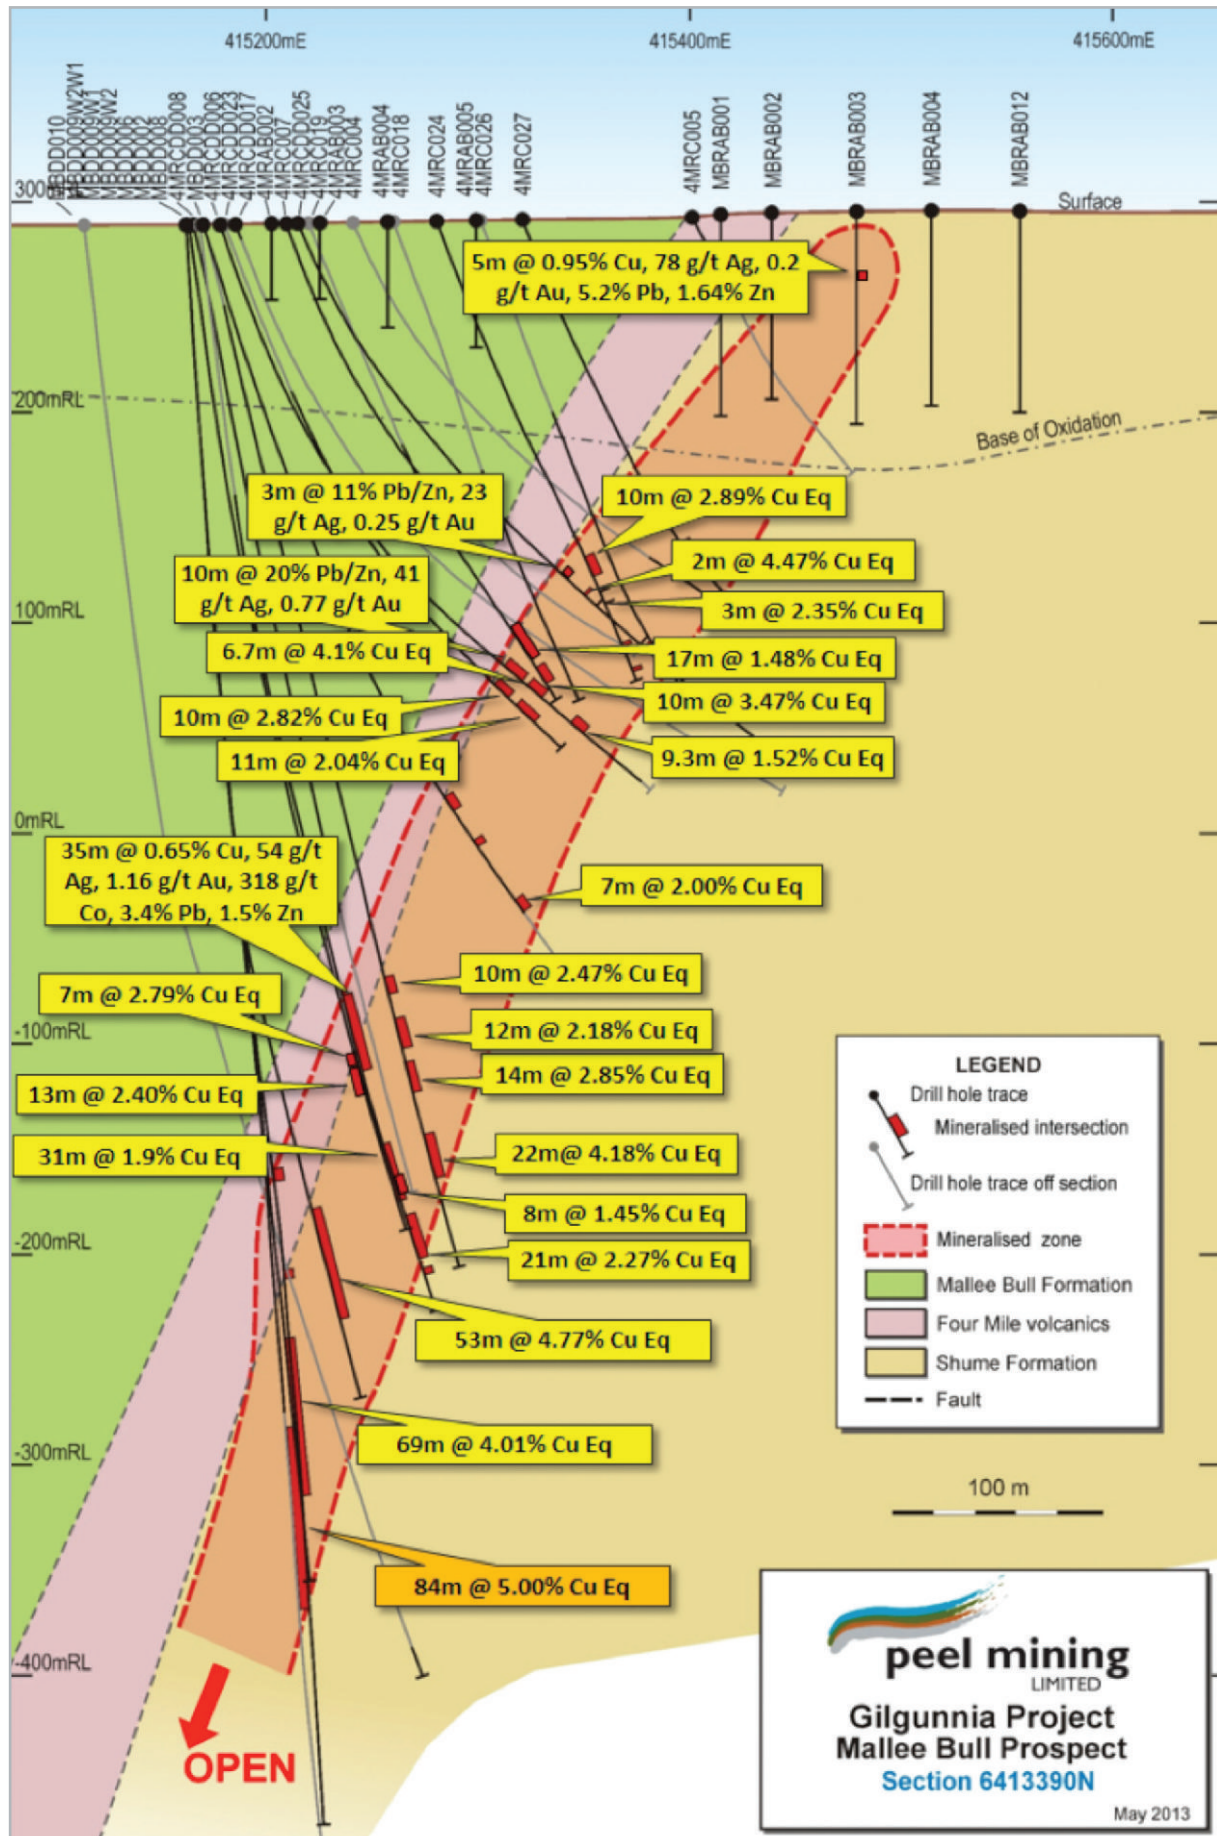 415200mE
415400mE
415600mE
MBDD010
MBDD009W2W1
MBDD009W1
MBDD009W2
4MRCDD008
MBDD003
4MRCDD006
4MRCDD023
4MRCDD017
4MRAB002
4MRC007
4MRCDD025
4MRC019
4MRAB003
4MRC004
4MRAB004
4MRC018
4MRC024
4MRAB005
4MRC026
4MRC027
4MRC005
MBRAB001
MBRAB002
MBRAB003
MBRAB004
MBRAB012
Surface
5m @ 0.95% Cu, 78 g/t Ag, 0.2
g/t Au, 5.2% Pb, 1.64% Zn
200mRL
Base of Oxidation
3m @ 11% Pb/Zn, 23
g/t Ag, 0.25 g/t Au
10m @ 2.89% Cu Eq
2m @ 4.47% Cu Eq
10m @ 20% Pb/Zn, 41
g/t Ag, 0.77 g/t Au
3m @ 2.35% Cu Eq
100mRL
6.7m @ 4.1% Cu Eq
17m @ 1.48% Cu Eq
10m @ 3.47% Cu Eq
10m @ 2.82% Cu Eq
11m @ 2.04% Cu Eq
9.3m @ 1.52% Cu Eq
0mRL
35m @ 0.65% Cu, 54 g/t
Ag, 1.16 g/t Au, 318 g/t
Co, 3.4% Pb, 1.5% Zn
7m @ 2.00% Cu Eq
10m @ 2.47% Cu Eq
7m @ 2.79% Cu Eq
12m @ 2.18% Cu Eq
-100mRL
14m @ 2.85% Cu Eq
13m @ 2.40% Cu Eq
31m @ 1.9% Cu Eq
22m@ 4.18% Cu Eq
8m @ 1.45% Cu Eq
-200mRL
21m @ 2.27% Cu Eq
53m @ 4.77% Cu Eq
69m @ 4.01% Cu Eq
-300mRL
84m @ 5.00% Cu Eq
-400mRL
OPEN
LEGEND
Drill hole trace
Mineralised intersection
Drill hole trace off section
Mineralised zone
Mallee Bull Formation
Four Mile volcanics
Shume Formation
Fault
100 m
peel mining
LIMITED
Gilgunnia Project
Mallee Bull Prospect
Section 6413390N
May 2013